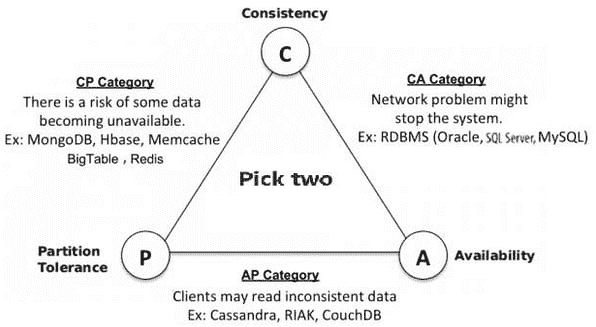 Consistency
C
CP Category
There is a risk of some data
becoming unavailable.
Ex: MongoDB, Hbase, Memcache
BigTable , Redis
CA Category
Network problem might
stop the system.
Ex: RDBMS (Oracle, SQL Server, MySQL)
Pick two
Partition
Tolerance
P
A
Availability
AP Category
Clients may read inconsistent data
Ex: Cassandra, RIAK, CouchDB